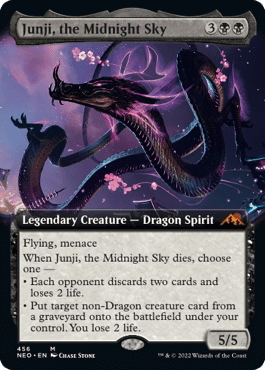 Junji, the Midnight Sky 3
Legendary Creature — Dragon Spirit
Flying, menace
When Junji, the Midnight Sky dies, choose
one —
• Each opponent discards two cards and
loses 2 life.
• Put target non-Dragon creature card from
a graveyard onto the battlefield under
your control. You lose 2 life.
5/5
456 M
NEO • EN CHASE STONE
™ & © 2022 Wizards of the Coast